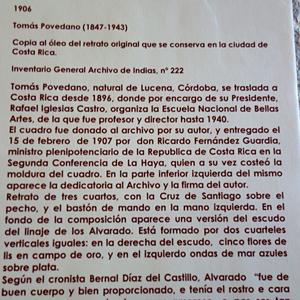 1906
Tomás Povedano (1847-1943)
Copia al óleo del retrato original que se conserva en la ciudad de
Costa Rica.
Inventario General Archivo de Indias, nº 222
Tomás Povedano, natural de Lucena, Córdoba, se traslada a
Costa Rica desde 1896, donde por encargo de su Presidente,
Rafael Iglesias Castro, organiza la Escuela Nacional de Bellas
Artes, de la que fue profesor y director hasta 1940.
El cuadro fue donado al archivo por su autor, y entregado el
15 de febrero de 1907 por don Ricardo Fernández Guardia,
ministro plenipotenciario de la Republica de Costa Rica en la
Segunda Conferencia de La Haya, quien a su vez costeó la
moldura del cuadro. En la parte inferior izquierda del mismo
aparece la dedicatoria al Archivo y la firma del autor.
Retrato de tres cuartos, con la Cruz de Santiago sobre el
pecho, y el bastón de mando en la mano izquierda. En el
fondo de la composición aparece una versión del escudo
del linaje de los Alvarado. Está formado por dos cuarteles
verticales iguales: en la derecha del escudo, cinco flores de
lis en campo de oro, y en el izquierdo ondas de mar azules
sobre plata.
Según el cronista Bernal Díaz del Castillo, Alvarado "fue de
buen cuerpo y bien proporcionado, e tenía el rostro e cara